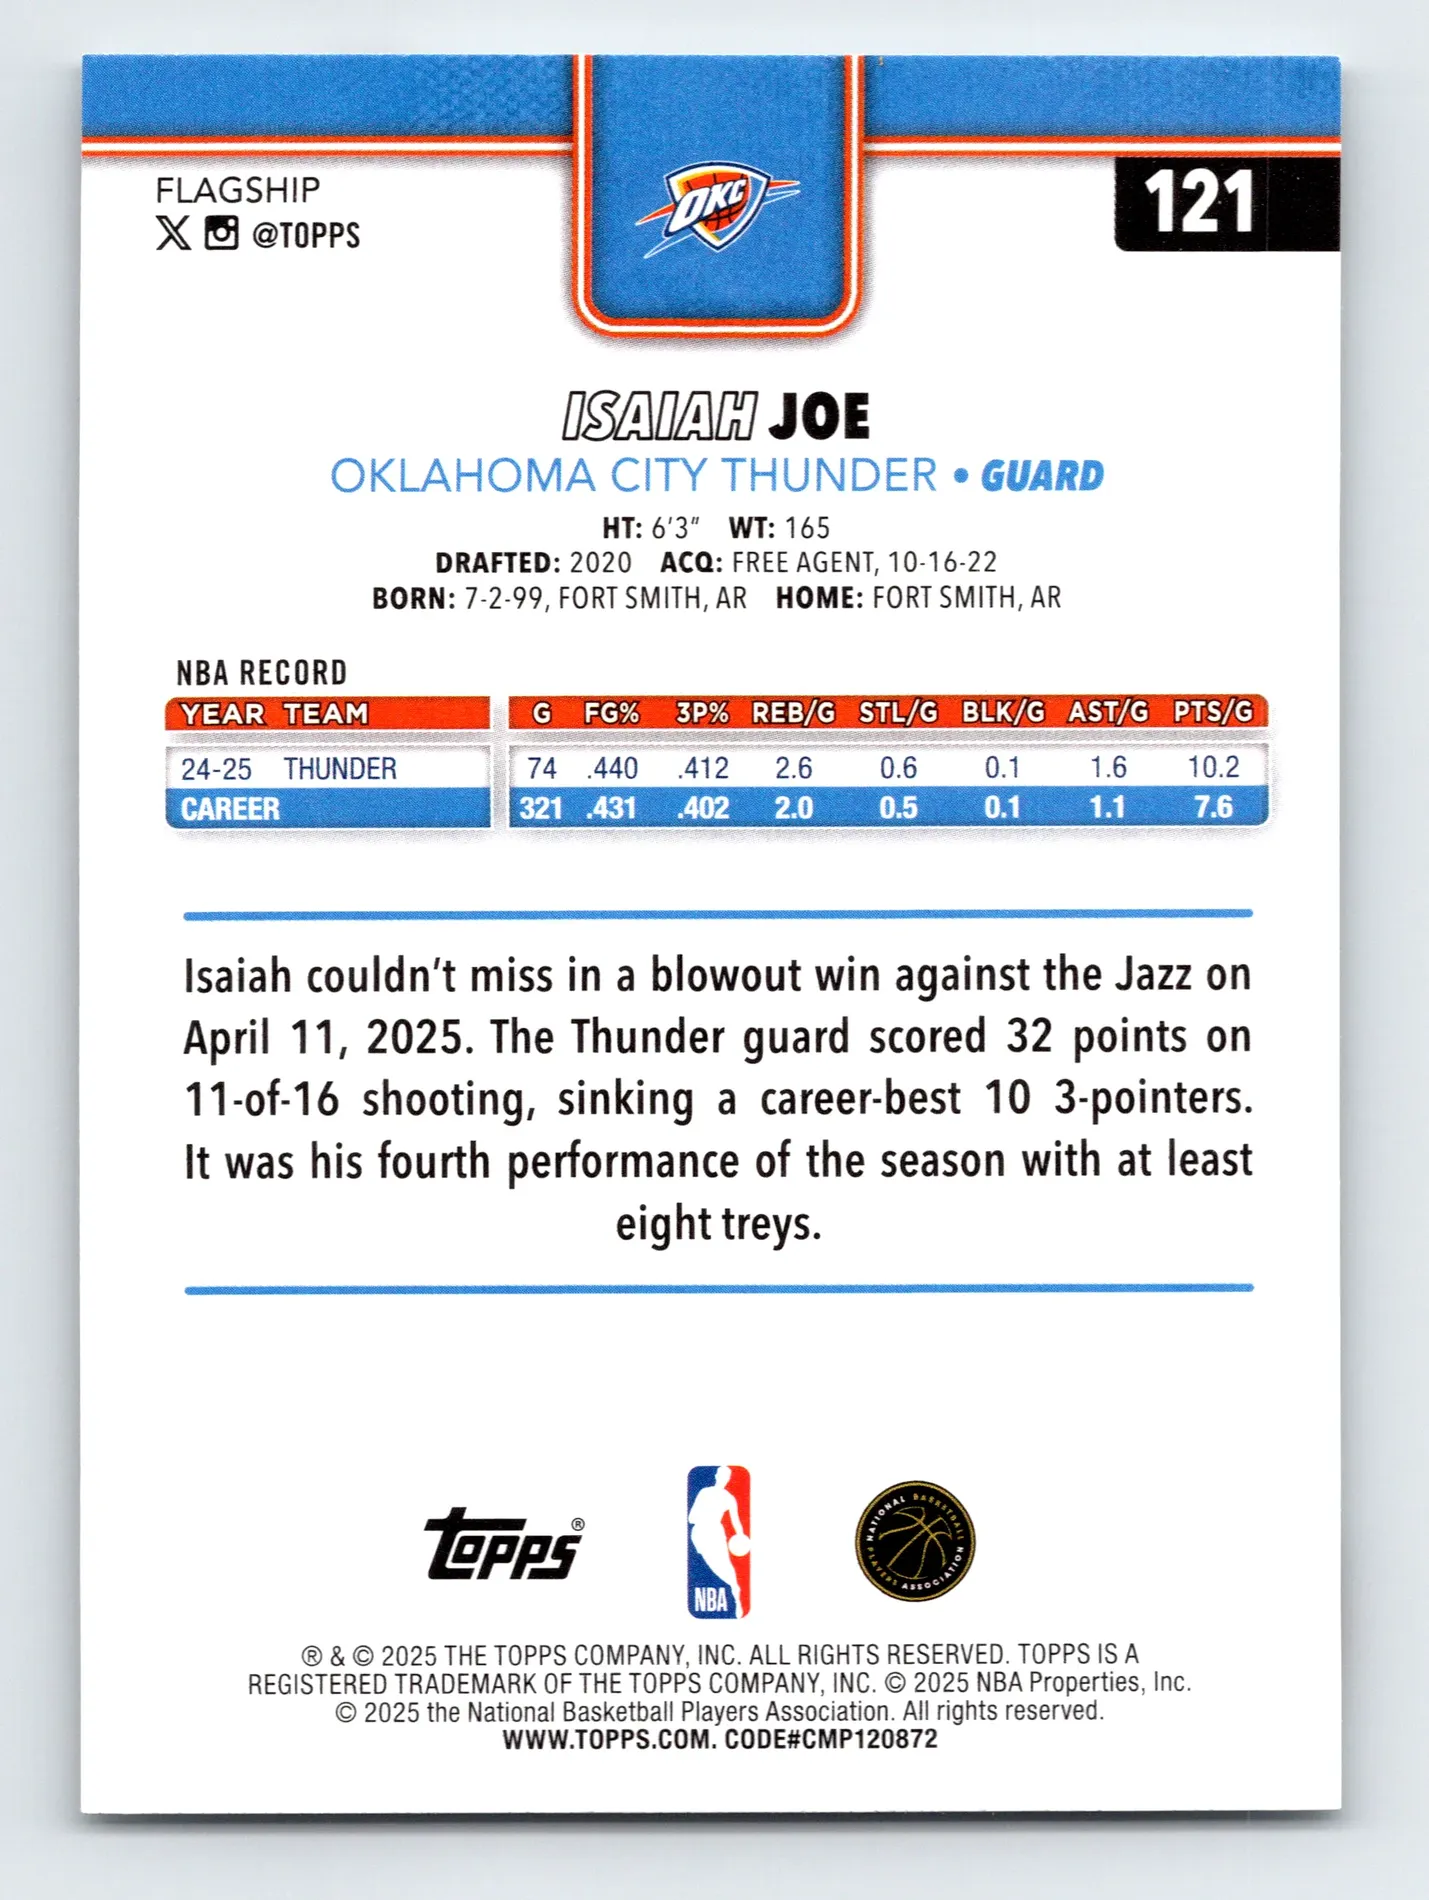 FLAGSHIP
@TOPPS
OKC
121
ISAIAH JOE
OKLAHOMA CITY THUNDER • GUARD
HT: 6'3" WT: 165
DRAFTED: 2020 ACQ: FREE AGENT, 10-16-22
BORN: 7-2-99, FORT SMITH, AR HOME: FORT SMITH, AR
NBA RECORD
YEAR TEAM G FG% 3P% REB/G STL/G BLK/G AST/G PTS/G
24-25 THUNDER 74 .440 .412 2.6 0.6 0.1 1.6 10.2
CAREER 321 .431 .402 2.0 0.5 0.1 1.1 7.6
Isaiah couldn't miss in a blowout win against the Jazz on
April 11, 2025. The Thunder guard scored 32 points on
11-of-16 shooting, sinking a career-best 10 3-pointers.
It was his fourth performance of the season with at least
eight treys.
TOPPS®
NBA
NATIONAL BASKETBALL PLAYERS ASSOCIATION
® & © 2025 THE TOPPS COMPANY, INC. ALL RIGHTS RESERVED. TOPPS IS A
REGISTERED TRADEMARK OF THE TOPPS COMPANY, INC. © 2025 NBA Properties, Inc.
© 2025 the National Basketball Players Association. All rights reserved.
WWW.TOPPS.COM. CODE#CMP120872